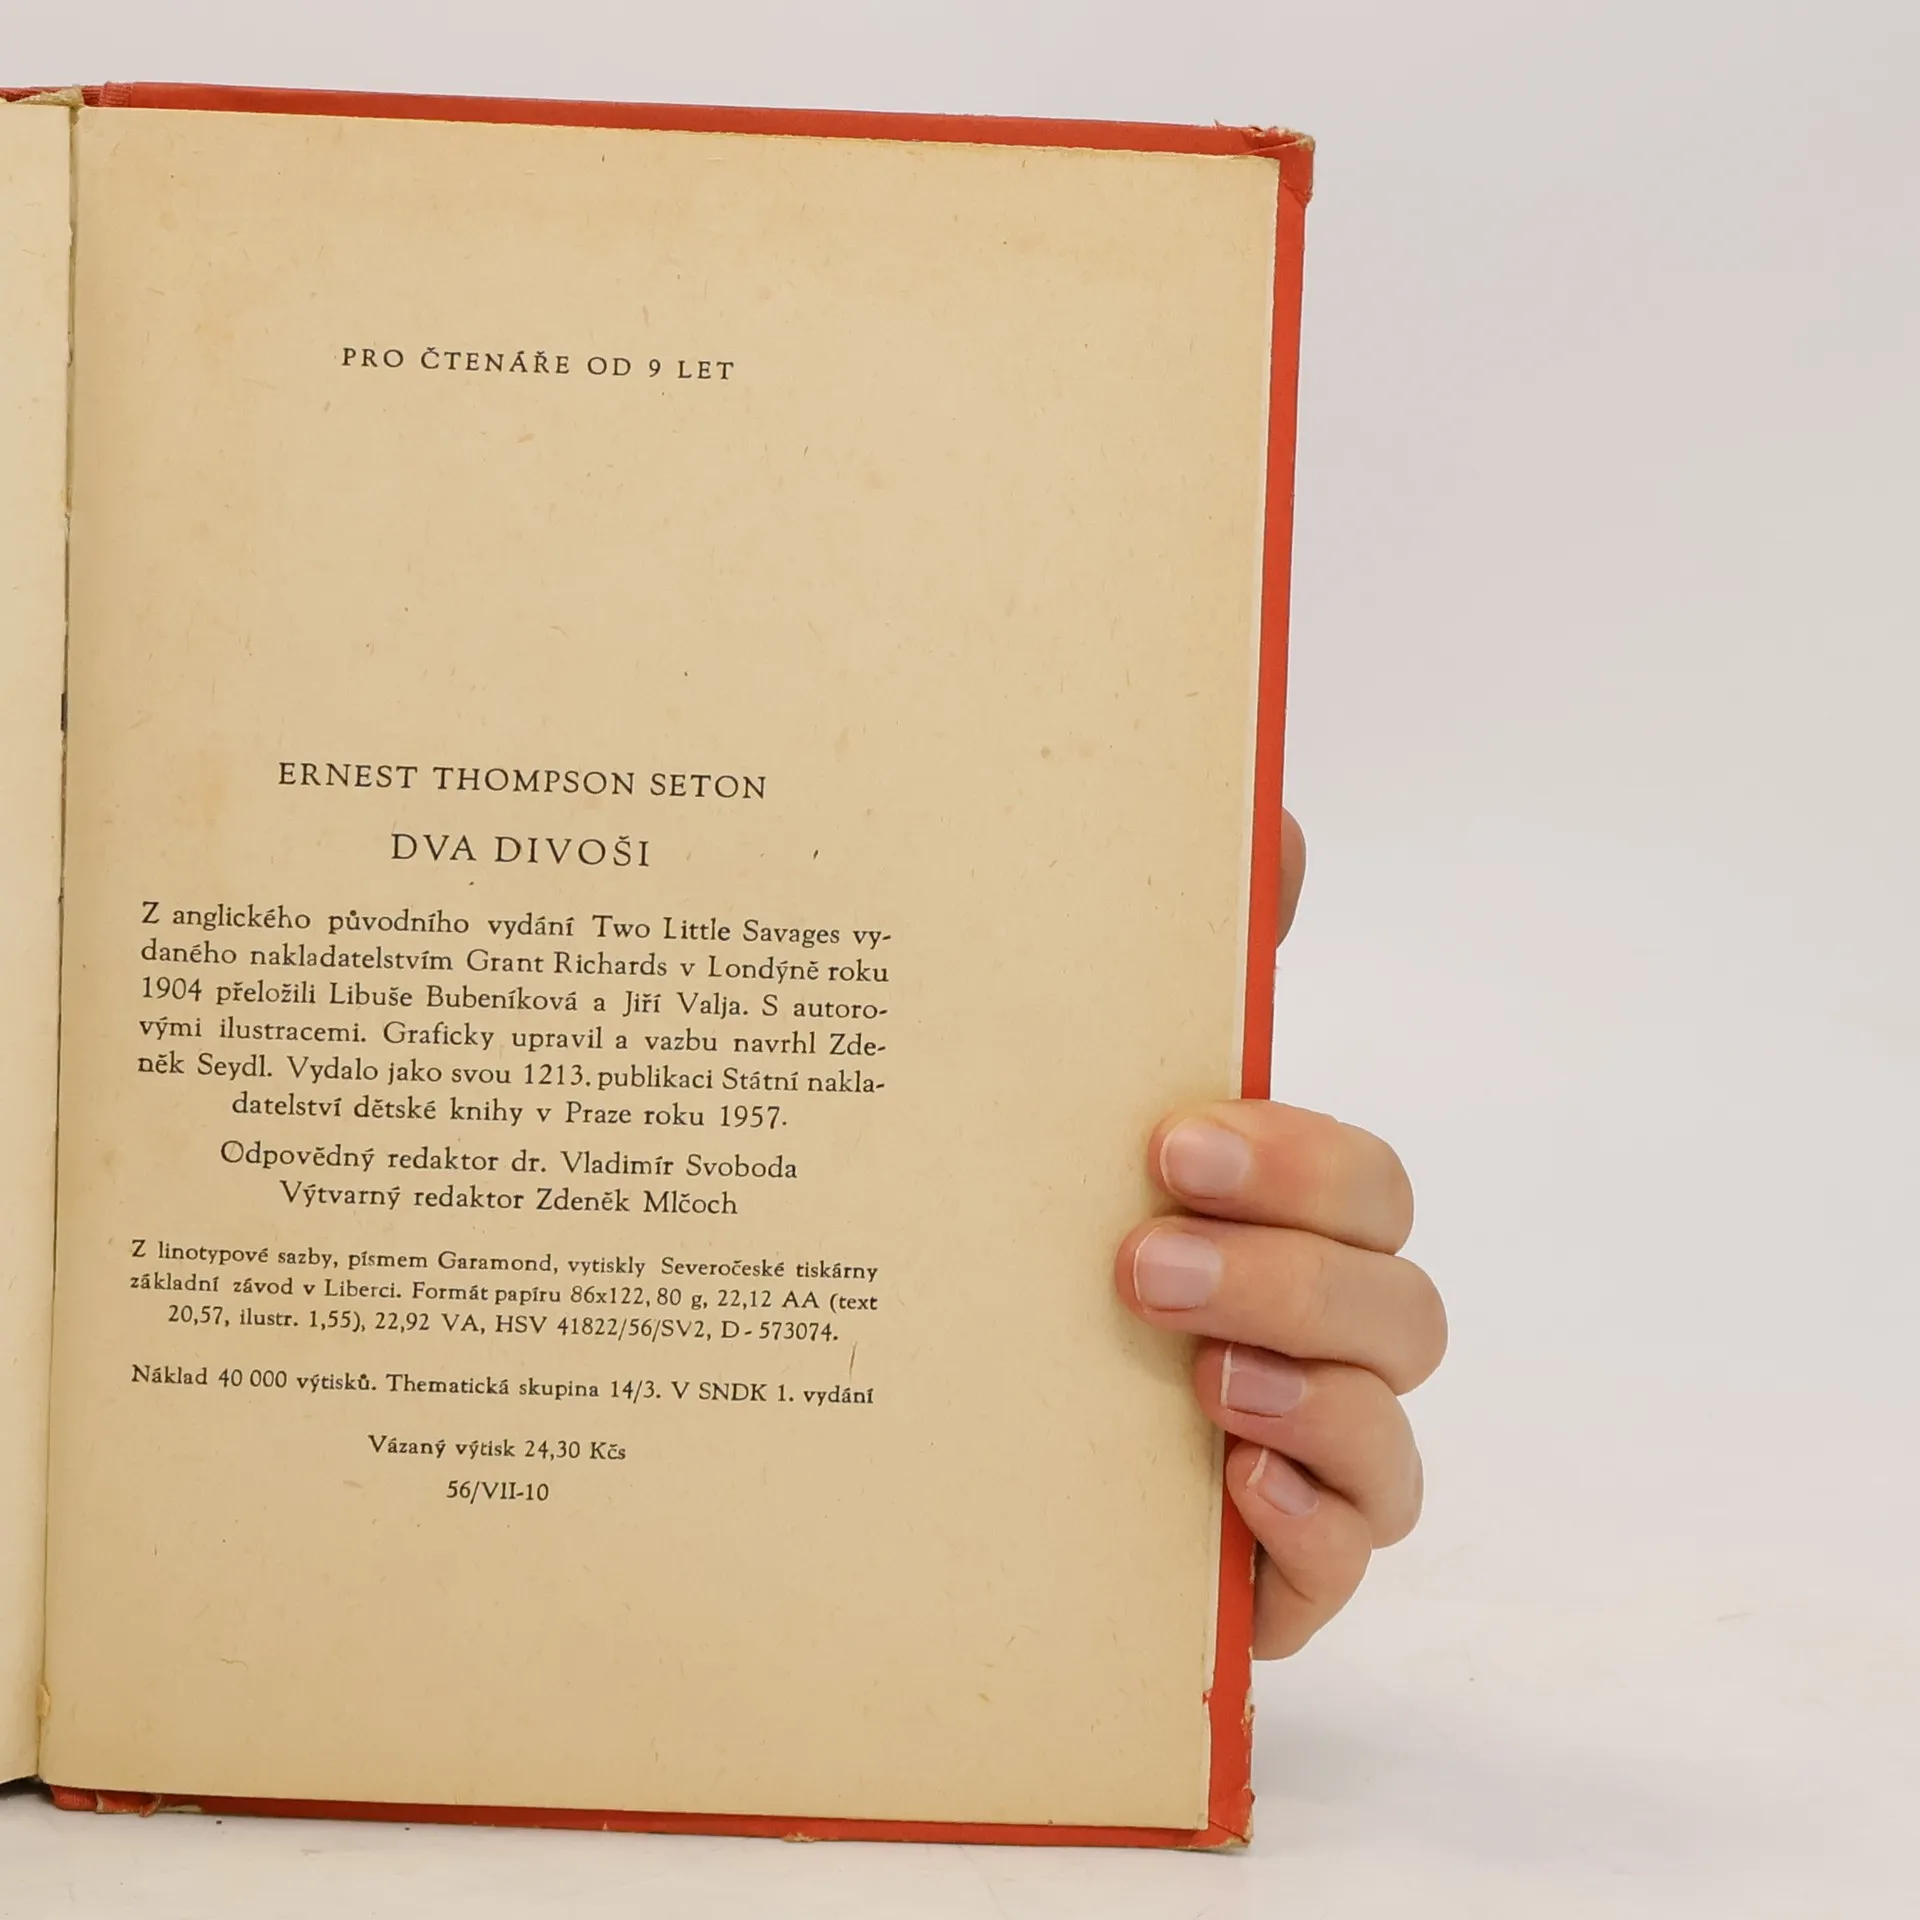 PRO ČTENÁŘE OD 9 LET
ERNEST THOMPSON SETON
DVA DIVOŠI
Z anglického původního vydání Two Little Savages vy-
daného nakladatelstvím Grant Richards v Londýně roku
1904 přeložili Libuše Bubeníková a Jiří Valja. S autoro-
vými ilustracemi. Graficky upravil a vazbu navrhl Zde-
něk Seydl. Vydalo jako svou 1213. publikaci Státní nakla-
datelství dětské knihy v Praze roku 1957.
Odpovědný redaktor dr. Vladimír Svoboda
Výtvarný redaktor Zdeněk Mlčoch
Z linotypové sazby, písmem Garamond, vytiskly Severočeské tiskárny
základní závod v Liberci. Formát papíru 86x122, 80 g, 22,12 AA (text
20,57, ilustr. 1,55), 22,92 VA, HSV 41822/56/SV2, D - 573074.
Náklad 40 000 výtisků. Thematická skupina 14/3. V SNDK 1. vydání
Vázaný výtisk 24,30 Kčs
56/VII-10